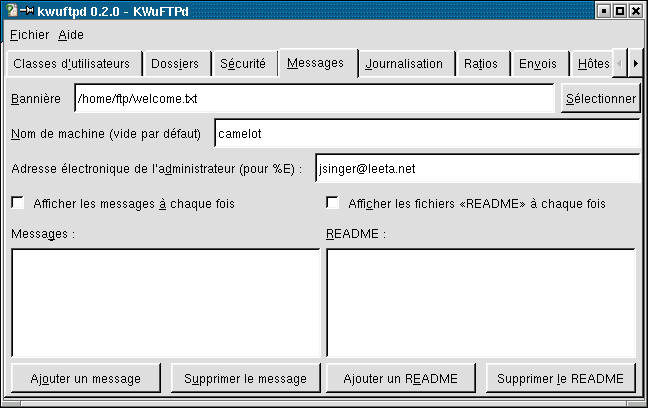 kwuftpd 0.2.0 - KWuFTPd
Fichier Aide
Classes d'utilisateurs Dossiers Sécurité Messages Journalisation Ratios Envois Hôtes
Bannière /home/ftp/welcome.txt Sélectionner
Nom de machine (vide par défaut) camelot
Adresse électronique de l'administrateur (pour %E) : jsinger@leeta.net
Afficher les messages à chaque fois Afficher les fichiers «README» à chaque fois
Messages : README :
Ajouter un message Supprimer le message Ajouter un README Supprimer le README